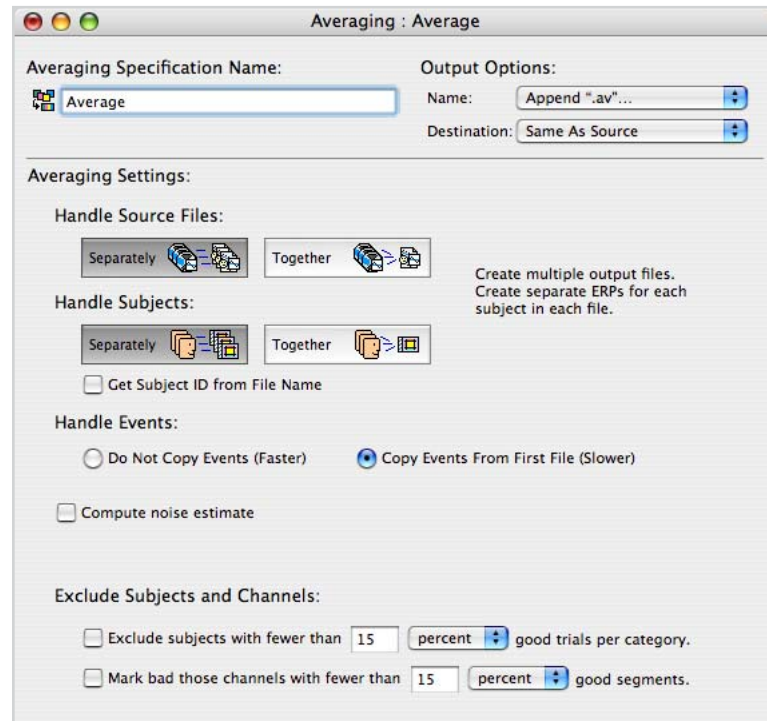 Averaging : Average
Averaging Specification Name:
Average
Output Options:
Name: Append ".av"...
Destination: Same As Source
Averaging Settings:
Handle Source Files:
Separately Together
Create multiple output files.
Create separate ERPs for each
subject in each file.
Handle Subjects:
Separately Together
Get Subject ID from File Name
Handle Events:
Do Not Copy Events (Faster) Copy Events From First File (Slower)
Compute noise estimate
Exclude Subjects and Channels:
Exclude subjects with fewer than 15 percent good trials per category.
Mark bad those channels with fewer than 15 percent good segments.